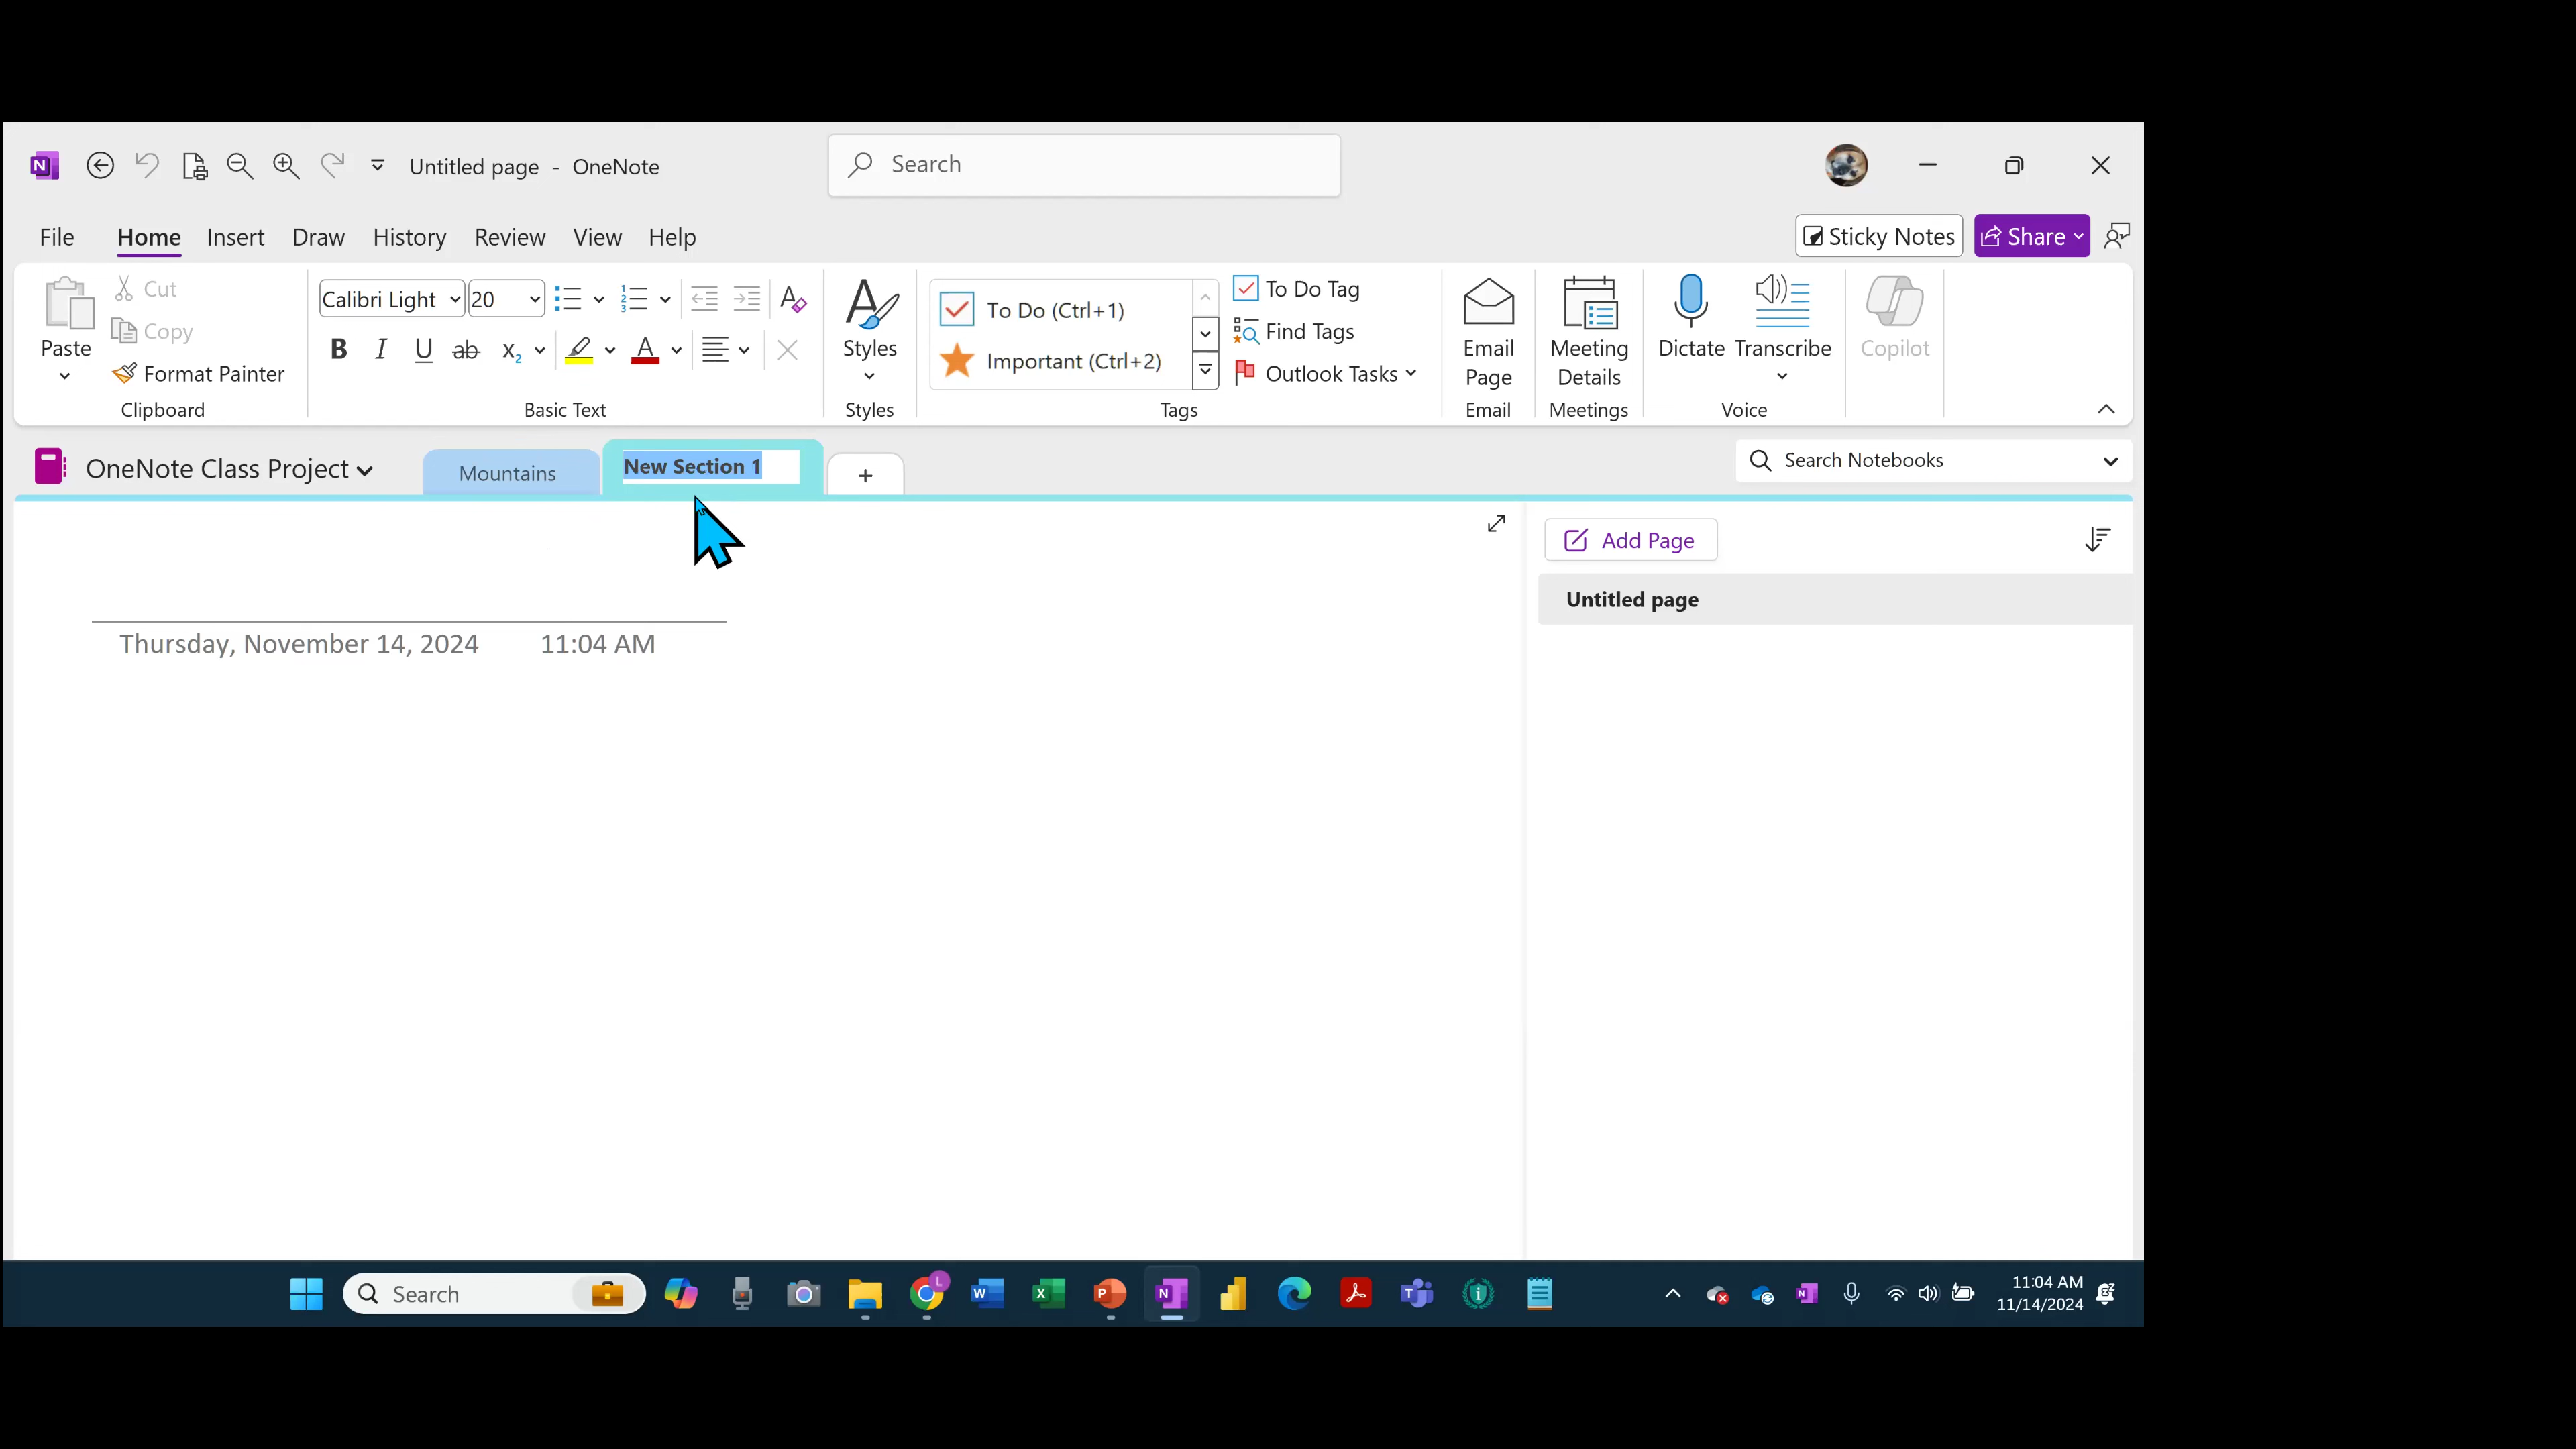 Untitled page - OneNote
Search
File Home Insert Draw History Review View Help
Sticky Notes
Share
Paste
Cut
Copy
Format Painter
Clipboard
Calibri Light 20
B I U ab x2 A
Basic Text
Styles
Styles
To Do (Ctrl+1)
Important (Ctrl+2)
To Do Tag
Find Tags
Outlook Tasks
Tags
Email
Page
Email
Meeting
Details
Meetings
Dictate
Transcribe
Voice
Copilot
OneNote Class Project
Mountains
New Section 1
+
Search Notebooks
Add Page
Untitled page
Thursday, November 14, 2024 11:04 AM
Search
11:04 AM
11/14/2024